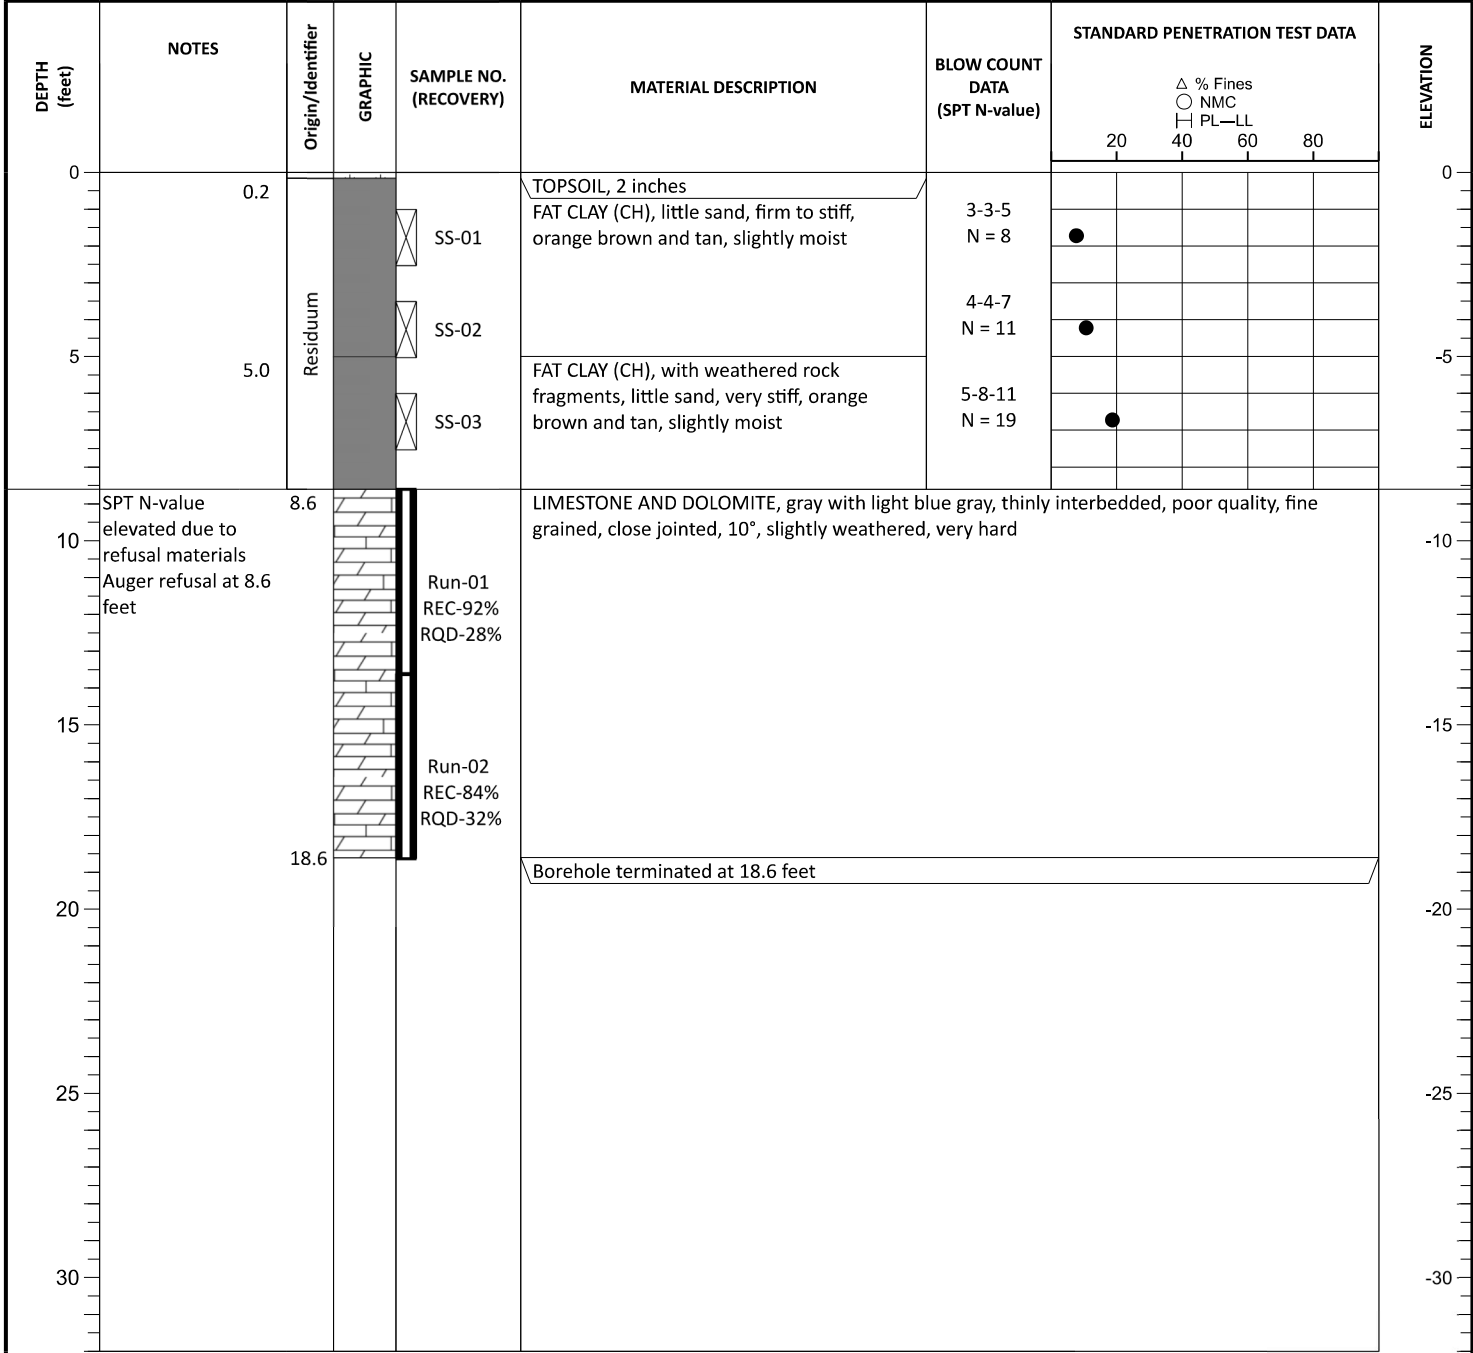 DEPTH
(feet)
NOTES
Origin/Identifier
GRAPHIC
SAMPLE NO.
(RECOVERY)
MATERIAL DESCRIPTION
BLOW COUNT
DATA
(SPT N-value)
STANDARD PENETRATION TEST DATA
△ % Fines
○ NMC
PL—LL
20 40 60 80
ELEVATION
0
0.2
TOPSOIL, 2 inches
0
FAT CLAY (CH), little sand, firm to stiff,
orange brown and tan, slightly moist
SS-01
3-3-5
N = 8
Residuum
SS-02
4-4-7
N = 11
5
5.0
-5
FAT CLAY (CH), with weathered rock
fragments, little sand, very stiff, orange
brown and tan, slightly moist
SS-03
5-8-11
N = 19
SPT N-value
elevated due to
refusal materials
Auger refusal at 8.6
feet
8.6
LIMESTONE AND DOLOMITE, gray with light blue gray, thinly interbedded, poor quality, fine
grained, close jointed, 10°, slightly weathered, very hard
10
-10
Run-01
REC-92%
RQD-28%
15
-15
Run-02
REC-84%
RQD-32%
18.6
Borehole terminated at 18.6 feet
20
-20
25
-25
30
-30